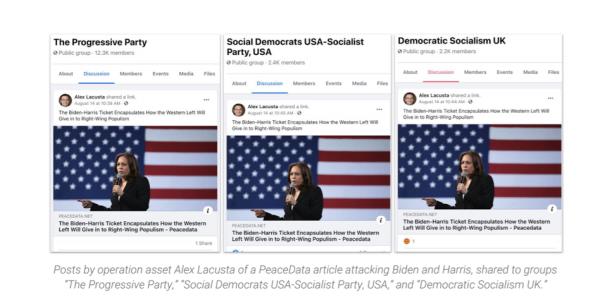 The Progressive Party
Public group · 12.3K members
About Discussion Members Events Media Files
Alex Lacusta shared a link.
August 14 at 10:38 AM ·
The Biden-Harris Ticket Encapsulates How the Western Left Will
Give in to Right-Wing Populism
PEACEDATA.NET
The Biden-Harris Ticket Encapsulates How the Western
Left Will Give in to Right-Wing Populism - Peacedata
1 Share
Social Democrats USA-Socialist
Party, USA
Public group · 2.4K members
About Discussion Members Events Media Files
Alex Lacusta shared a link.
The Biden-Harris Ticket Encapsulates How the Western Left Will
Give in to Right-Wing Populism
PEACEDATA.NET
The Biden-Harris Ticket Encapsulates How the Western
Left Will Give in to Right-Wing Populism - Peacedata
Democratic Socialism UK
Public group · 2.2K members
About Discussion Members Events Media Files
Alex Lacusta shared a link.
August 14 at 10:44 AM ·
The Biden-Harris Ticket Encapsulates How the Western Left Will
Give in to Right-Wing Populism
PEACEDATA.NET
The Biden-Harris Ticket Encapsulates How the Western
Left Will Give in to Right-Wing Populism - Peacedata
1
Posts by operation asset Alex Lacusta of a PeaceData article attacking Biden and Harris, shared to groups
"The Progressive Party," "Social Democrats USA-Socialist Party, USA," and "Democratic Socialism UK."